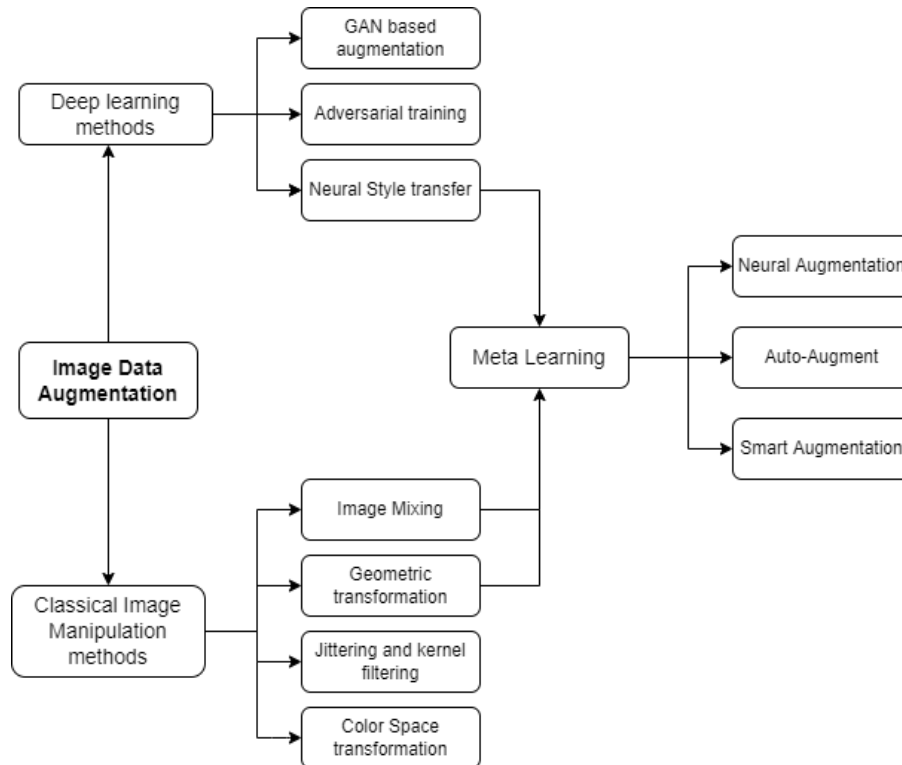 GAN based
augmentation
Deep learning
methods
Adversarial training
Neural Style transfer
Neural Augmentation
Image Data
Augmentation
Meta Learning
Auto-Augment
Smart Augmentation
Image Mixing
Classical Image
Manipulation
methods
Geometric
transformation
Jittering and kernel
filtering
Color Space
transformation